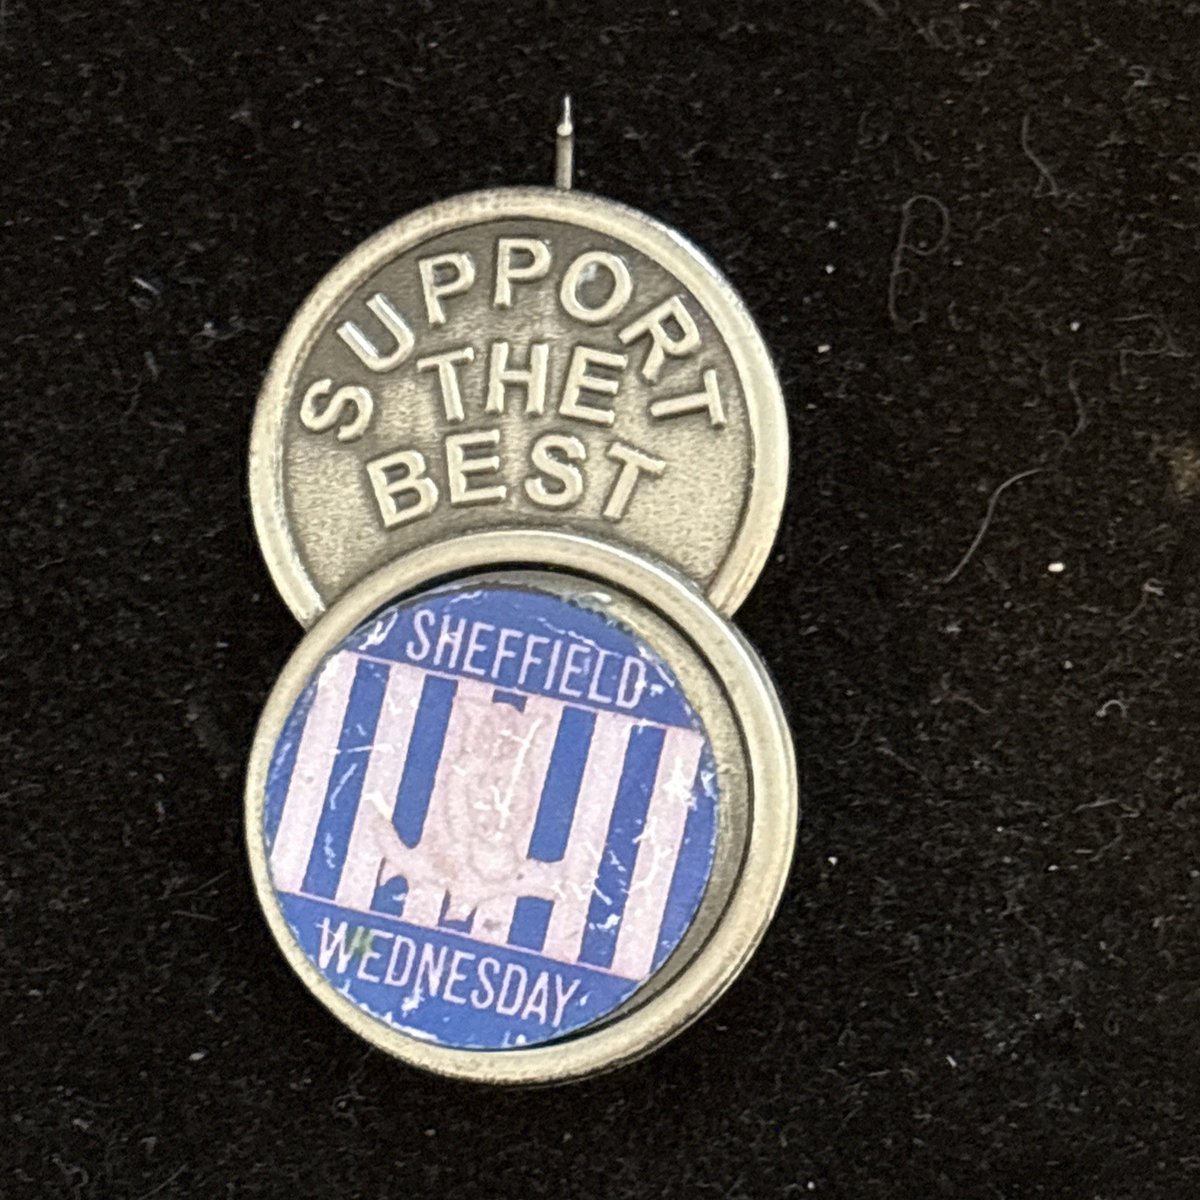 SUPPORT
THE
BEST
SHEFFIELD
WEDNESDAY